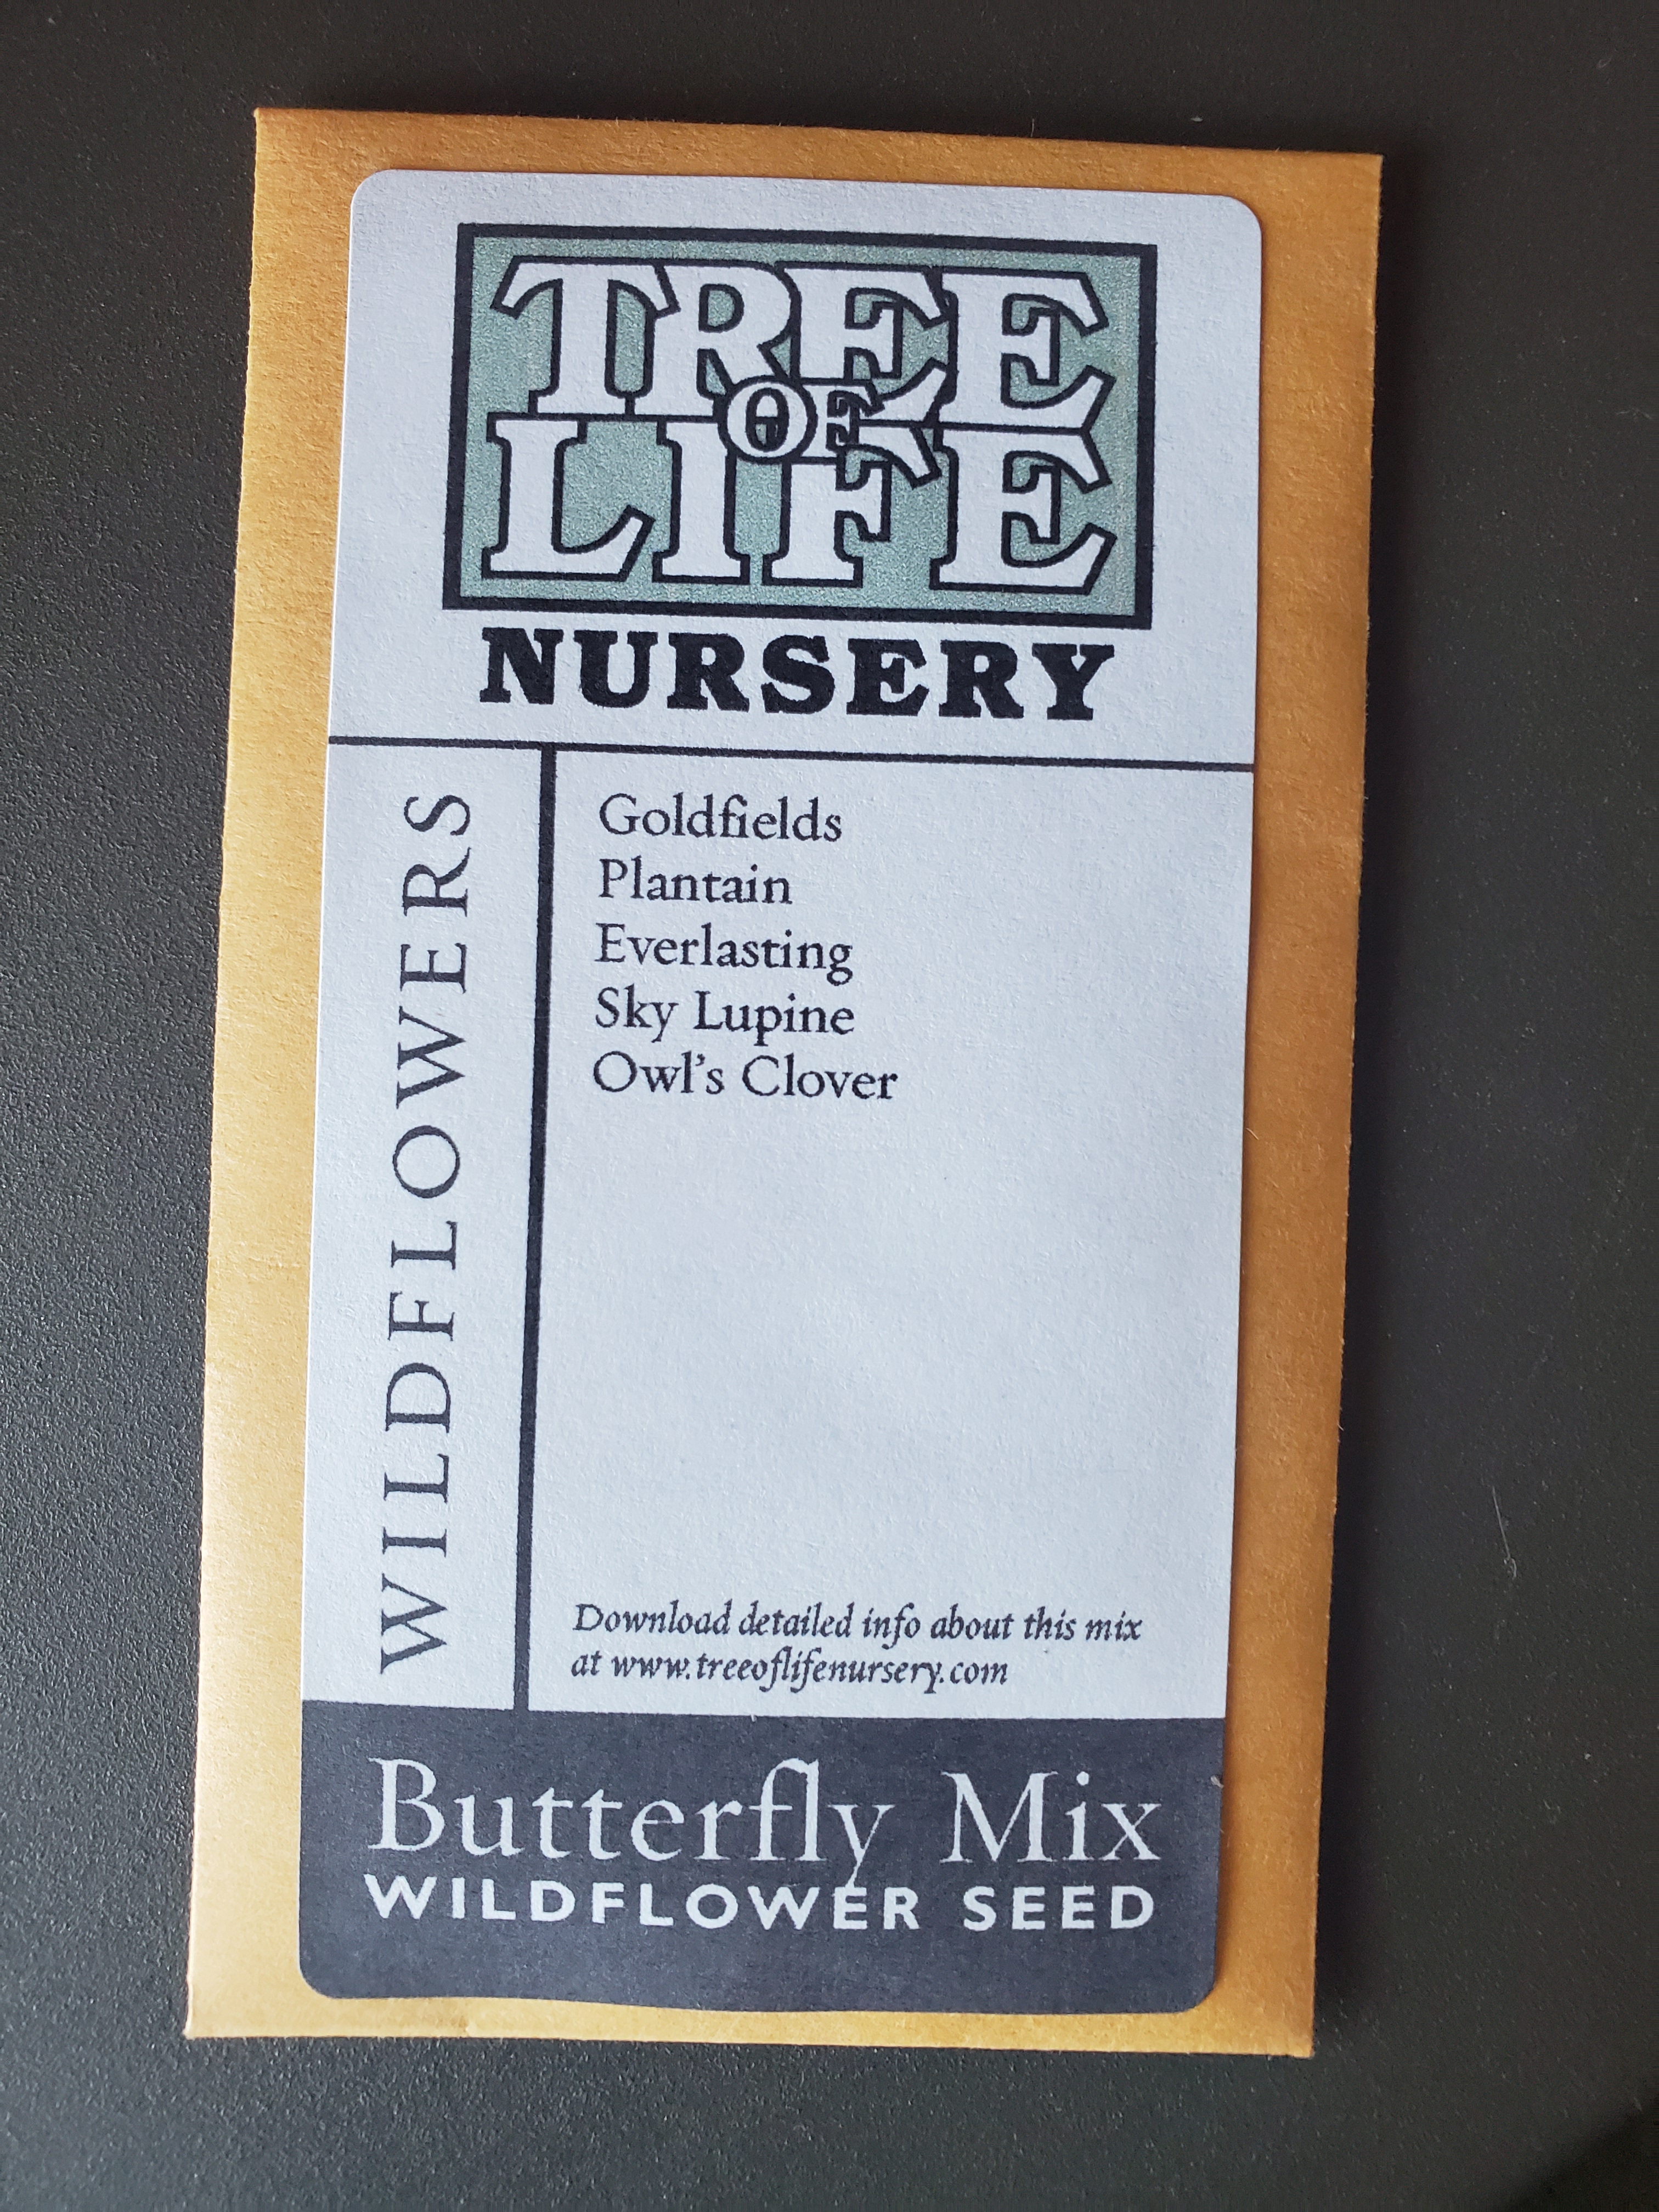 TREE
OF
LIFE
NURSERY
WILDFLOWERS
Goldfields
Plantain
Everlasting
Sky Lupine
Owl's Clover
Download detailed info about this mix
at www.treeoflifenursery.com
Butterfly Mix
WILDFLOWER SEED